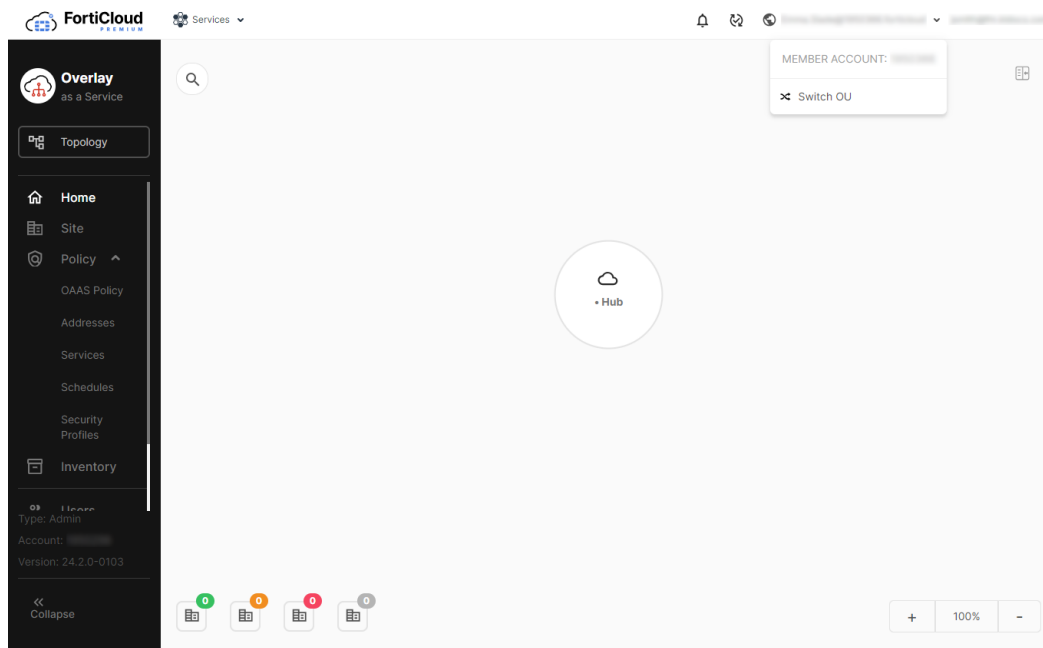 FortiCloud
PREMIUM
Services
MEMBER ACCOUNT:
Switch OU
Overlay
as a Service
Topology
Home
Site
Policy
OAAS Policy
Addresses
Services
Schedules
Security
Profiles
Inventory
Users
Type: Admin
Account:
Version: 24.2.0-0103
Collapse
• Hub
0
0
0
0
+
100%
-